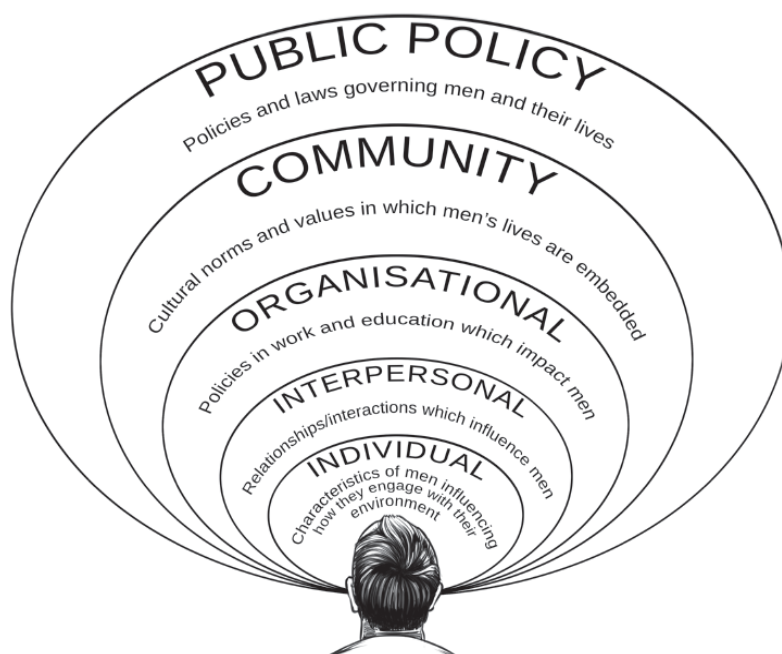 PUBLIC POLICY
Policies and laws governing men and their lives
COMMUNITY
Cultural norms and values in which men's lives are embedded
ORGANISATIONAL
Policies in work and education which impact men
INTERPERSONAL
Relationships/interactions which influence men
INDIVIDUAL
Characteristics of men influencing
how they engage with their
environment